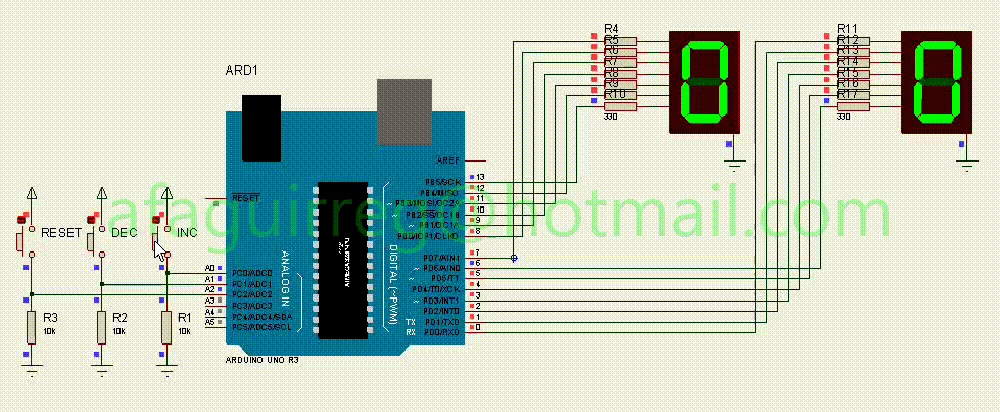 R4
R5
R6
R7
R8
R9
R10
330
R11
R12
R13
R14
R15
R16
R17
330
ARD1
afaguirreg@hotmail.com
RESET
DEC
INC
R3
10k
R2
10k
R1
10k
RESET
AREF
ANALOG IN
DIGITAL (~PWM)
A0
A1
A2
A3
A4
A5
PC0/ADC0
PC1/ADC1
PC2/ADC2
PC3/ADC3
PC4/ADC4/SDA
PC5/ADC5/SCL
PB5/SCK 13
PB4/MISO 12
~ PB3/MOSI/OC2A 11
~ PB2/SS/OC1B 10
~ PB1/OC1A 9
PB0/ICP1/CLKO 8
PD7/AIN1 7
~ PD6/AIN0 6
~ PD5/T1 5
PD4/T0/XCK 4
~ PD3/INT1 3
PD2/INT0 2
TX PD1/TXD 1
RX PD0/RXD 0
ARDUINO UNO R3